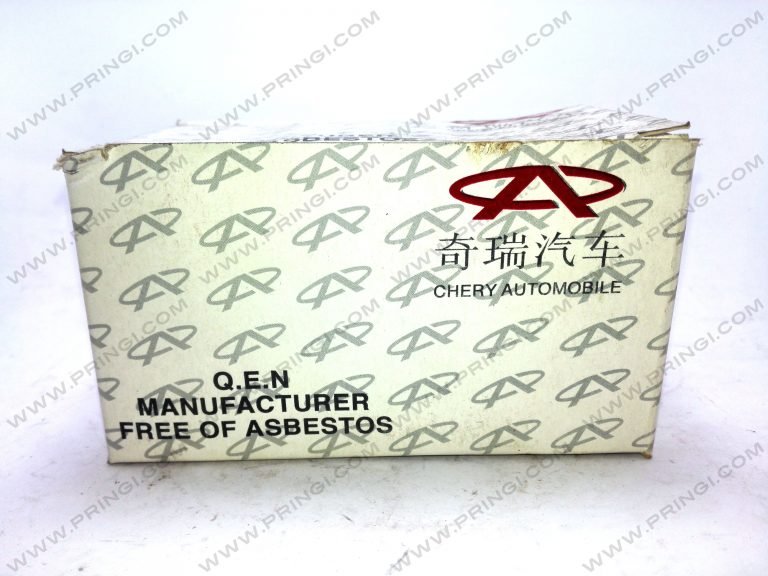 奇瑞汽车
CHERY AUTOMOBILE
Q.E.N
MANUFACTURER
FREE OF ASBESTOS
WWW.PRINGI.COM